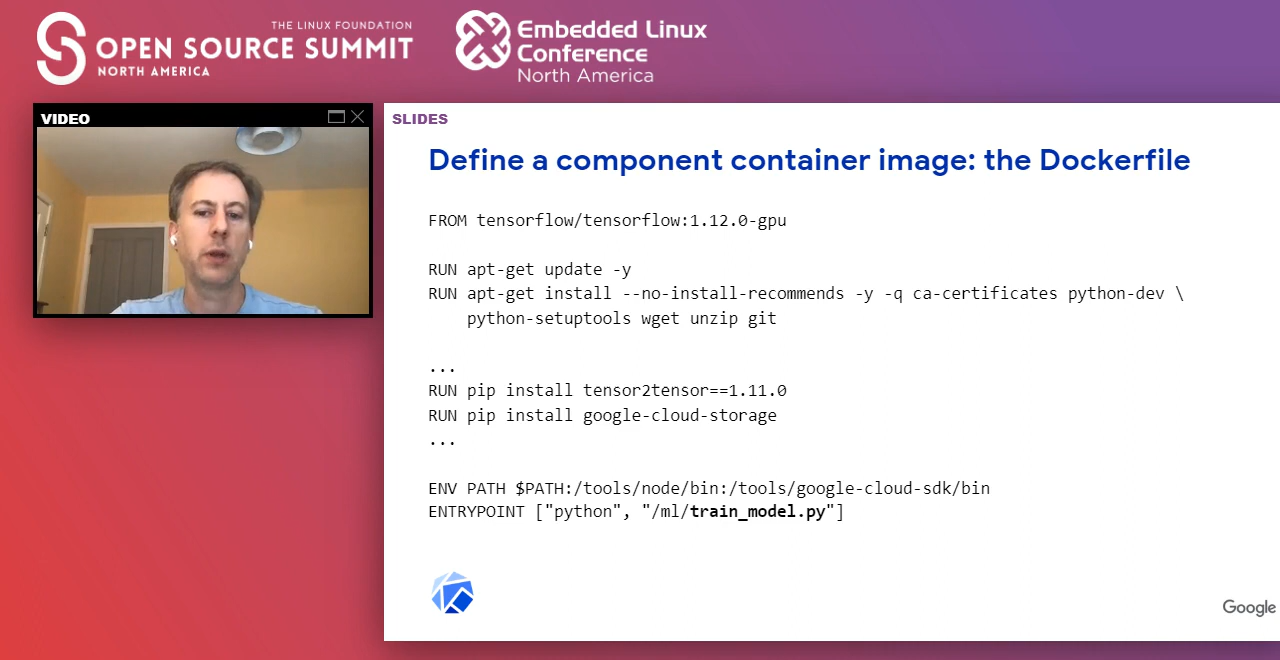 THE LINUX FOUNDATION
OPEN SOURCE SUMMIT
NORTH AMERICA
Embedded Linux
Conference
North America
VIDEO
SLIDES
Define a component container image: the Dockerfile
FROM tensorflow/tensorflow:1.12.0-gpu
RUN apt-get update -y
RUN apt-get install --no-install-recommends -y -q ca-certificates python-dev \
python-setuptools wget unzip git
...
RUN pip install tensor2tensor==1.11.0
RUN pip install google-cloud-storage
...
ENV PATH $PATH:/tools/node/bin:/tools/google-cloud-sdk/bin
ENTRYPOINT ["python", "/ml/train_model.py"]
Google